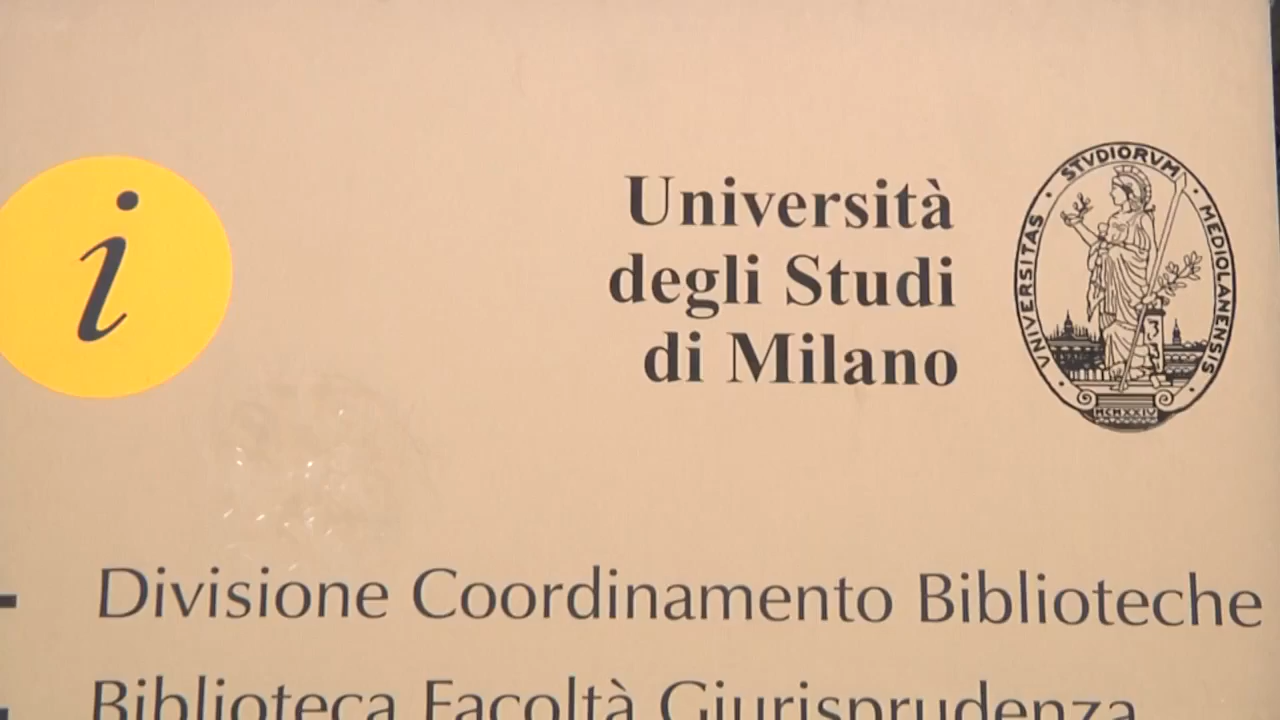 i
Università
degli Studi
di Milano
VNIVERSITAS · STVDIORVM · MEDIOLANENSIS
MCMXXIV
Divisione Coordinamento Biblioteche
Biblioteca Facoltà Giurisprudenza